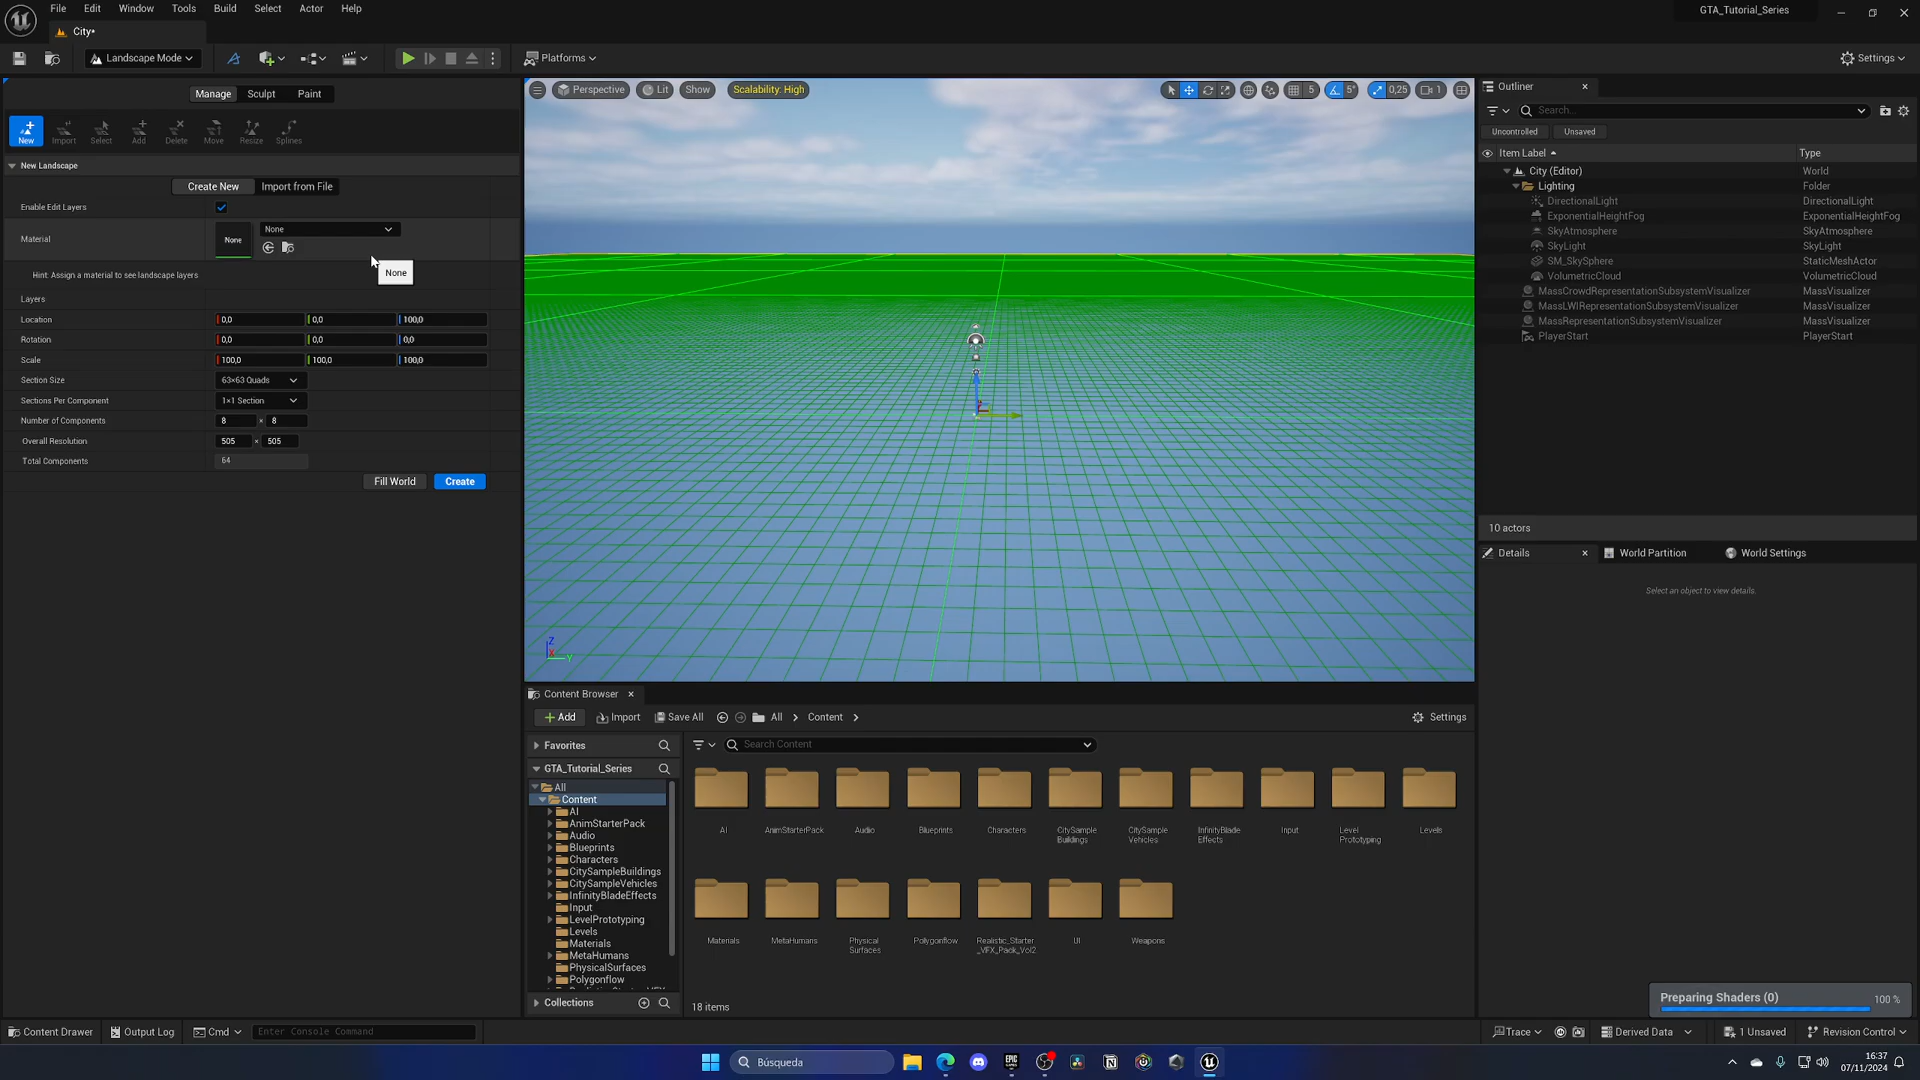 File Edit Window Tools Build Select Actor Help
GTA_Tutorial_Series
City*
Landscape Mode
Platforms
Settings
Manage Sculpt Paint
New Import Select Add Delete Move Resize Splines
New Landscape
Create New Import from File
Enable Edit Layers
Material
None
None
None
Hint: Assign a material to see landscape layers
Layers
Location 0,0 0,0 100,0
Rotation 0,0 0,0 0,0
Scale 100,0 100,0 100,0
Section Size 63×63 Quads
Sections Per Component 1×1 Section
Number of Components 8 × 8
Overall Resolution 505 × 505
Total Components 64
Fill World Create
Perspective Lit Show Scalability: High
5 5° 0,25 1
Z
X
Y
Outliner
Search...
Uncontrolled Unsaved
Item Label Type
City (Editor) World
Lighting Folder
DirectionalLight DirectionalLight
ExponentialHeightFog ExponentialHeightFog
SkyAtmosphere SkyAtmosphere
SkyLight SkyLight
SM_SkySphere StaticMeshActor
VolumetricCloud VolumetricCloud
MassCrowdRepresentationSubsystemVisualizer MassVisualizer
MassLWIRepresentationSubsystemVisualizer MassVisualizer
MassRepresentationSubsystemVisualizer MassVisualizer
PlayerStart PlayerStart
10 actors
Details World Partition World Settings
Select an object to view details.
Content Browser
Add Import Save All All Content Settings
Favorites
Search Content
GTA_Tutorial_Series
All
Content
AI
AnimStarterPack
Audio
Blueprints
Characters
CitySampleBuildings
CitySampleVehicles
InfinityBladeEffects
Input
LevelPrototyping
Levels
Materials
MetaHumans
PhysicalSurfaces
Polygonflow
Collections
AI AnimStarterPack Audio Blueprints Characters CitySample Buildings CitySample Vehicles InfinityBlade Effects Input Level Prototyping Levels
Materials MetaHumans Physical Surfaces Polygonflow Realistic_Starter _VFX_Pack_Vol2 UI Weapons
18 items
Preparing Shaders (0) 100 %
Content Drawer Output Log Cmd Enter Console Command
Trace Derived Data 1 Unsaved Revision Control
Búsqueda
EPIC GAMES
16:37
07/11/2024